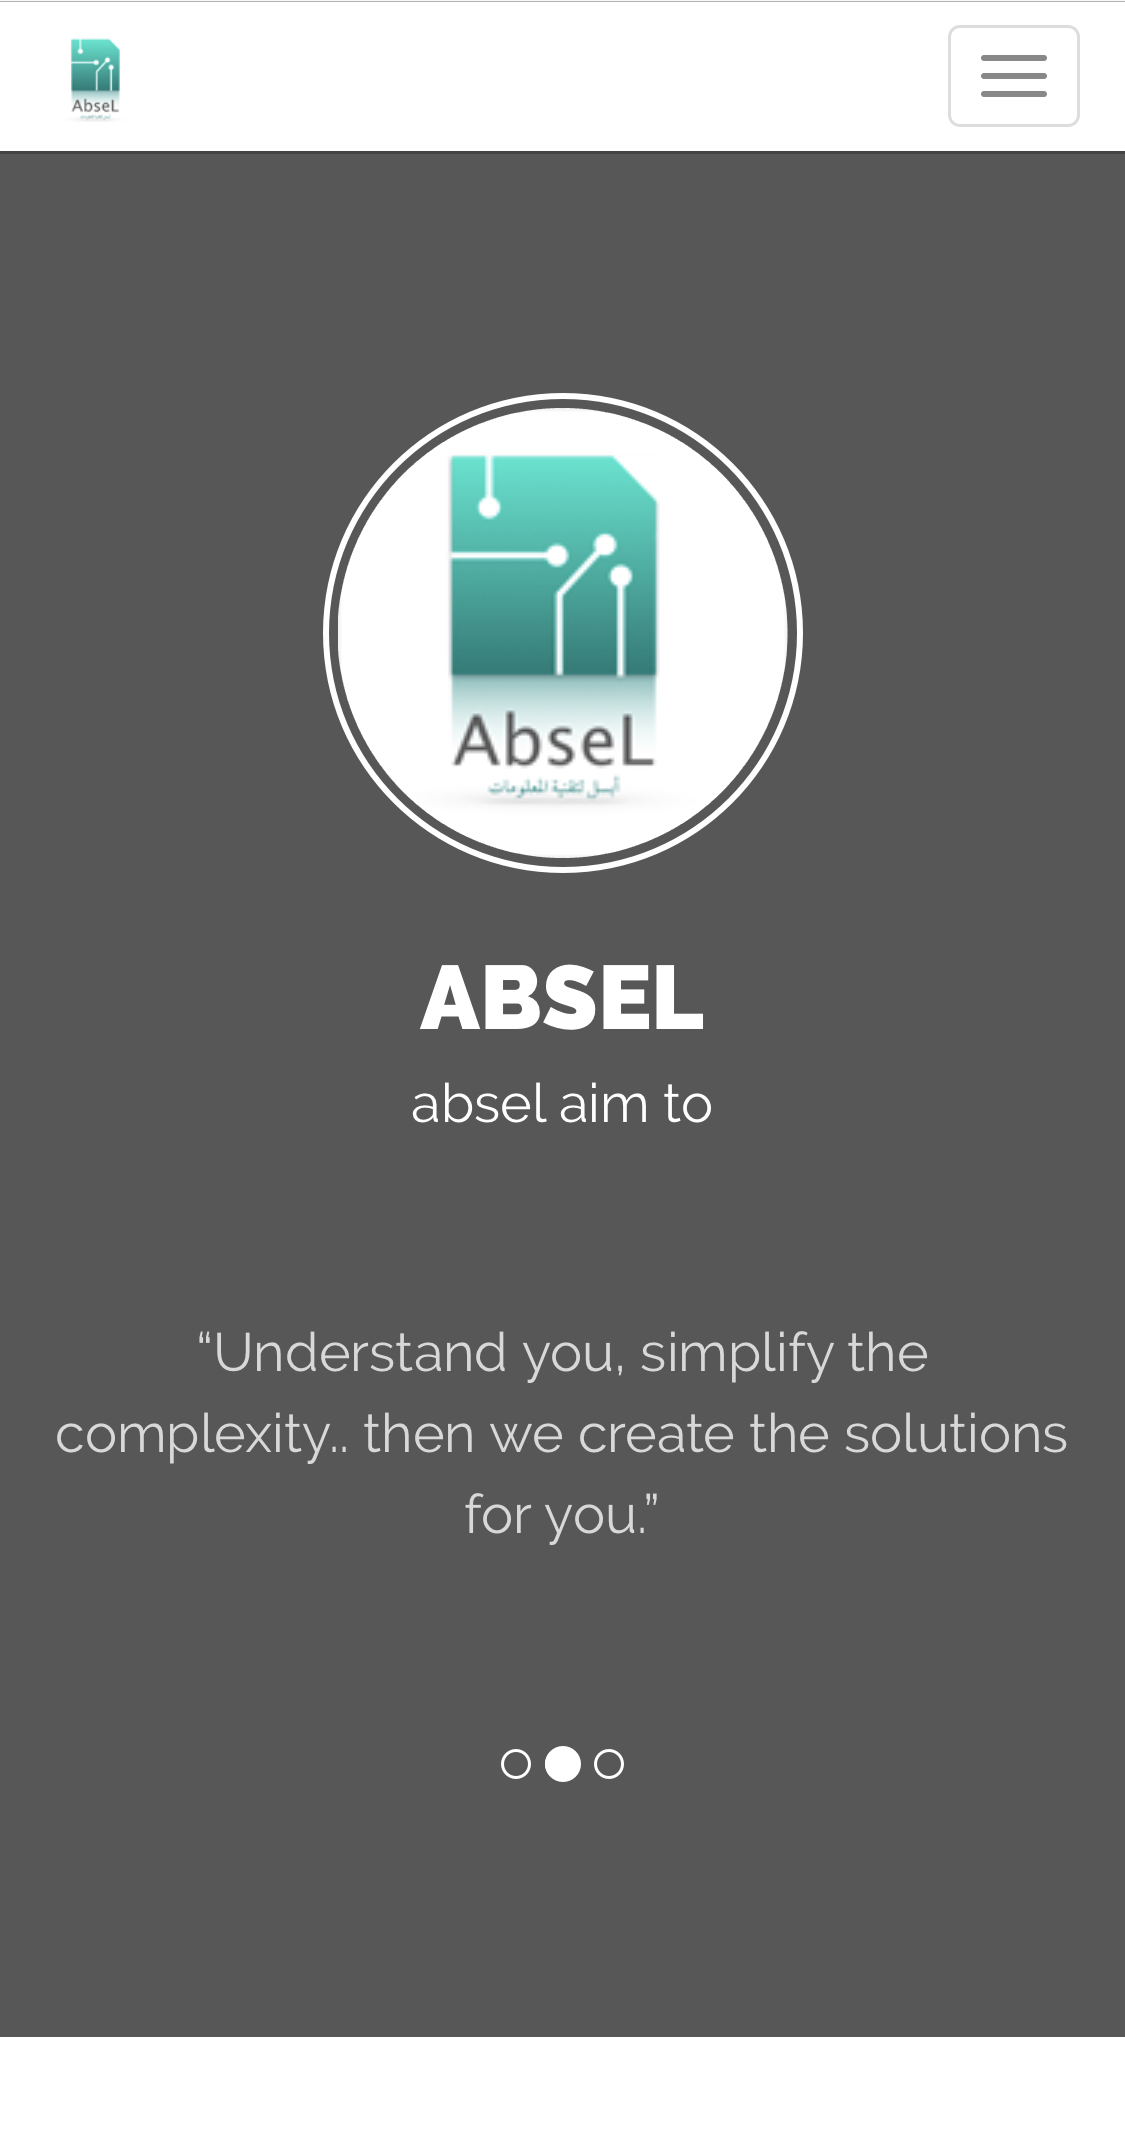 AbseL
AbseL
أبسل لتقنية المعلومات
ABSEL
absel aim to
“Understand you, simplify the
complexity.. then we create the solutions
for you.”